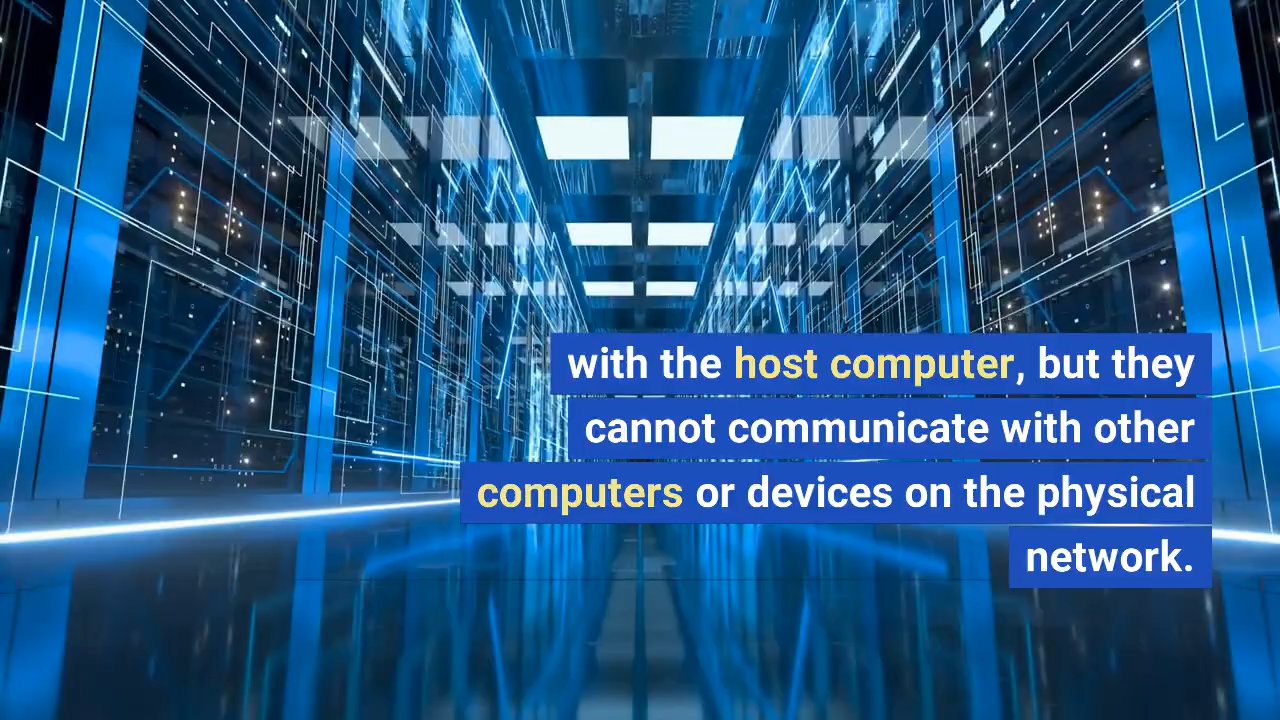 with the host computer, but they
cannot communicate with other
computers or devices on the physical
network.